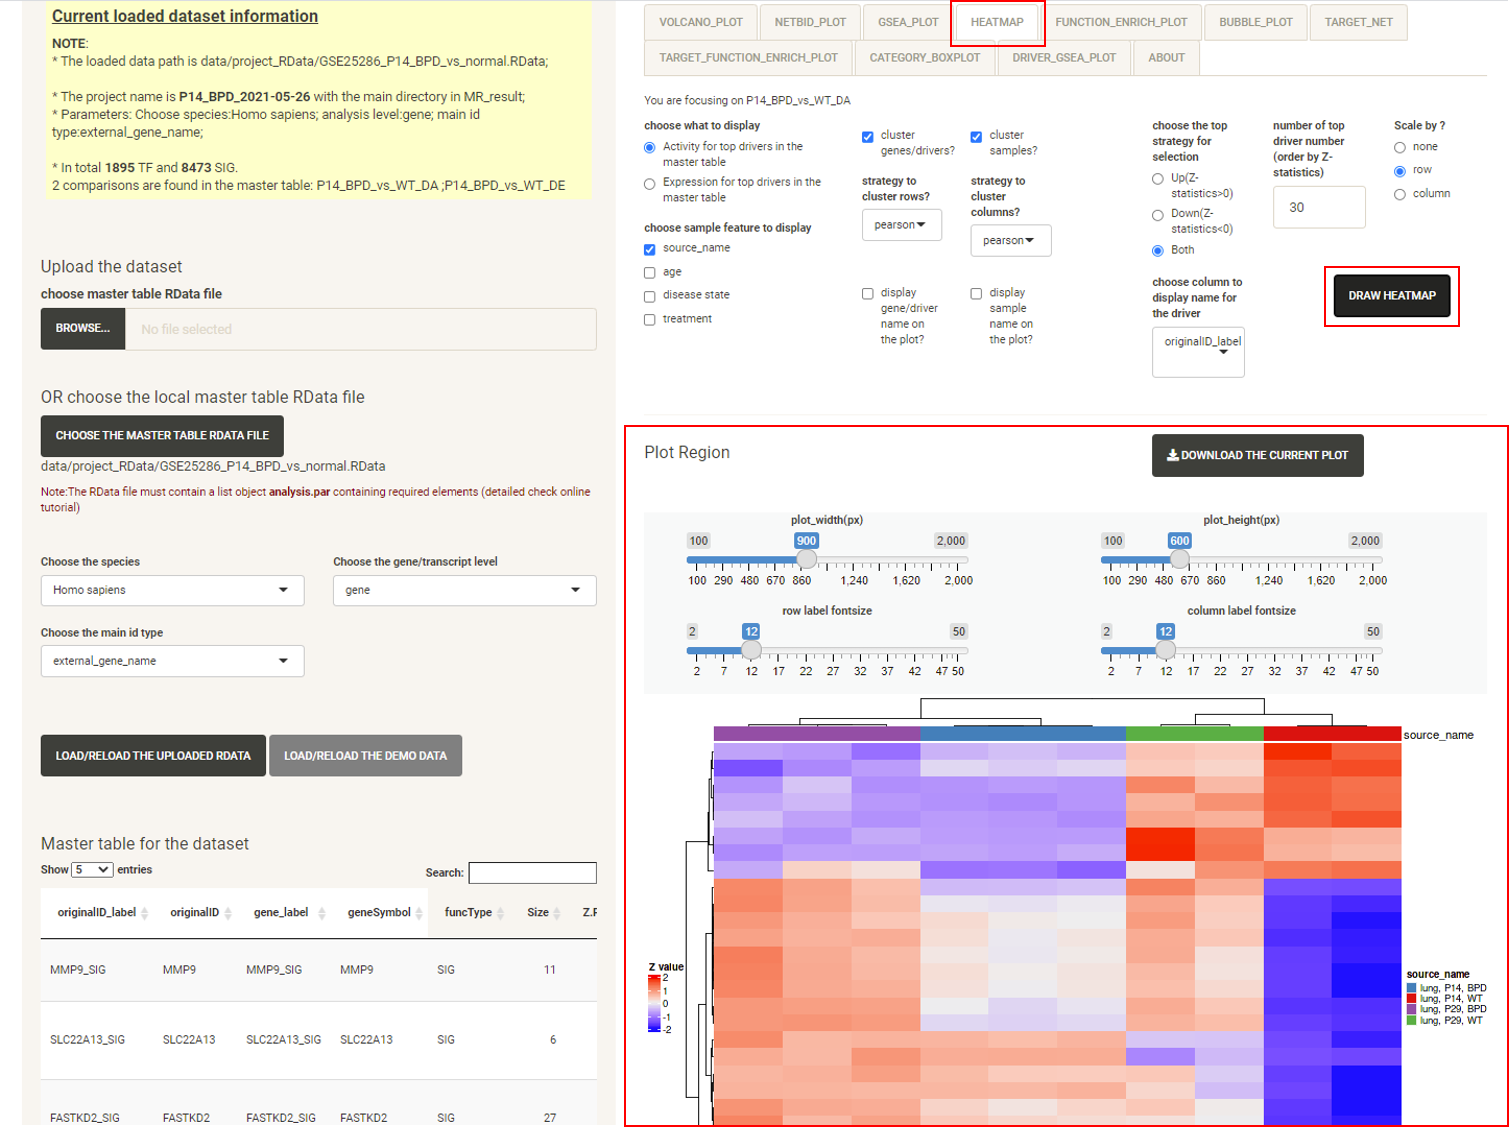 Current loaded dataset information
NOTE:
* The loaded data path is data/project_RData/GSE25286_P14_BPD_vs_normal.RData;
* The project name is P14_BPD_2021-05-26 with the main directory in MR_result;
* Parameters: Choose species:Homo sapiens; analysis level:gene; main id
type:external_gene_name;
* In total 1895 TF and 8473 SIG.
2 comparisons are found in the master table: P14_BPD_vs_WT_DA ;P14_BPD_vs_WT_DE
Upload the dataset
choose master table RData file
BROWSE... No file selected
OR choose the local master table RData file
CHOOSE THE MASTER TABLE RDATA FILE
data/project_RData/GSE25286_P14_BPD_vs_normal.RData
Note:The RData file must contain a list object analysis.par containing required elements (detailed check online
tutorial)
Choose the species Choose the gene/transcript level
Homo sapiens gene
Choose the main id type
external_gene_name
LOAD/RELOAD THE UPLOADED RDATA LOAD/RELOAD THE DEMO DATA
Master table for the dataset
Show 5 entries Search:
originalID_label originalID gene_label geneSymbol funcType Size Z.F
MMP9_SIG MMP9 MMP9_SIG MMP9 SIG 11
SLC22A13_SIG SLC22A13 SLC22A13_SIG SLC22A13 SIG 6
FASTKD2_SIG FASTKD2 FASTKD2_SIG FASTKD2 SIG 27
VOLCANO_PLOT NETBID_PLOT GSEA_PLOT HEATMAP FUNCTION_ENRICH_PLOT BUBBLE_PLOT TARGET_NET
TARGET_FUNCTION_ENRICH_PLOT CATEGORY_BOXPLOT DRIVER_GSEA_PLOT ABOUT
You are focusing on P14_BPD_vs_WT_DA
choose what to display
Activity for top drivers in the
master table
Expression for top drivers in the
master table
choose sample feature to display
source_name
age
disease state
treatment
cluster
genes/drivers?
strategy to
cluster rows?
pearson
display
gene/driver
name on
the plot?
cluster
samples?
strategy to
cluster
columns?
pearson
display
sample
name on
the plot?
choose the top
strategy for
selection
Up(Z-
statistics>0)
Down(Z-
statistics<0)
Both
choose column to
display name for
the driver
originalID_label
number of top
driver number
(order by Z-
statistics)
30
Scale by ?
none
row
column
DRAW HEATMAP
Plot Region
DOWNLOAD THE CURRENT PLOT
plot_width(px) plot_height(px)
100 900 2,000 100 600 2,000
100 290 480 670 860 1,240 1,620 2,000 100 290 480 670 860 1,240 1,620 2,000
row label fontsize column label fontsize
2 12 50 2 12 50
2 7 12 17 22 27 32 37 42 47 50 2 7 12 17 22 27 32 37 42 47 50
source_name
Z value
2
1
0
-1
-2
source_name
lung, P14, BPD
lung, P14, WT
lung, P29, BPD
lung, P29, WT